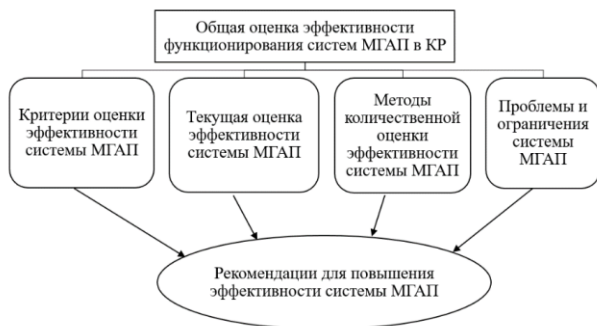 Общая оценка эффективности
функционирования систем МГАП в КР
Критерии оценки
эффективности
системы МГАП
Текущая оценка
эффективности
системы МГАП
Методы
количественной
оценки
эффективности
системы МГАП
Проблемы и
ограничения
системы
МГАП
Рекомендации для повышения
эффективности системы МГАП